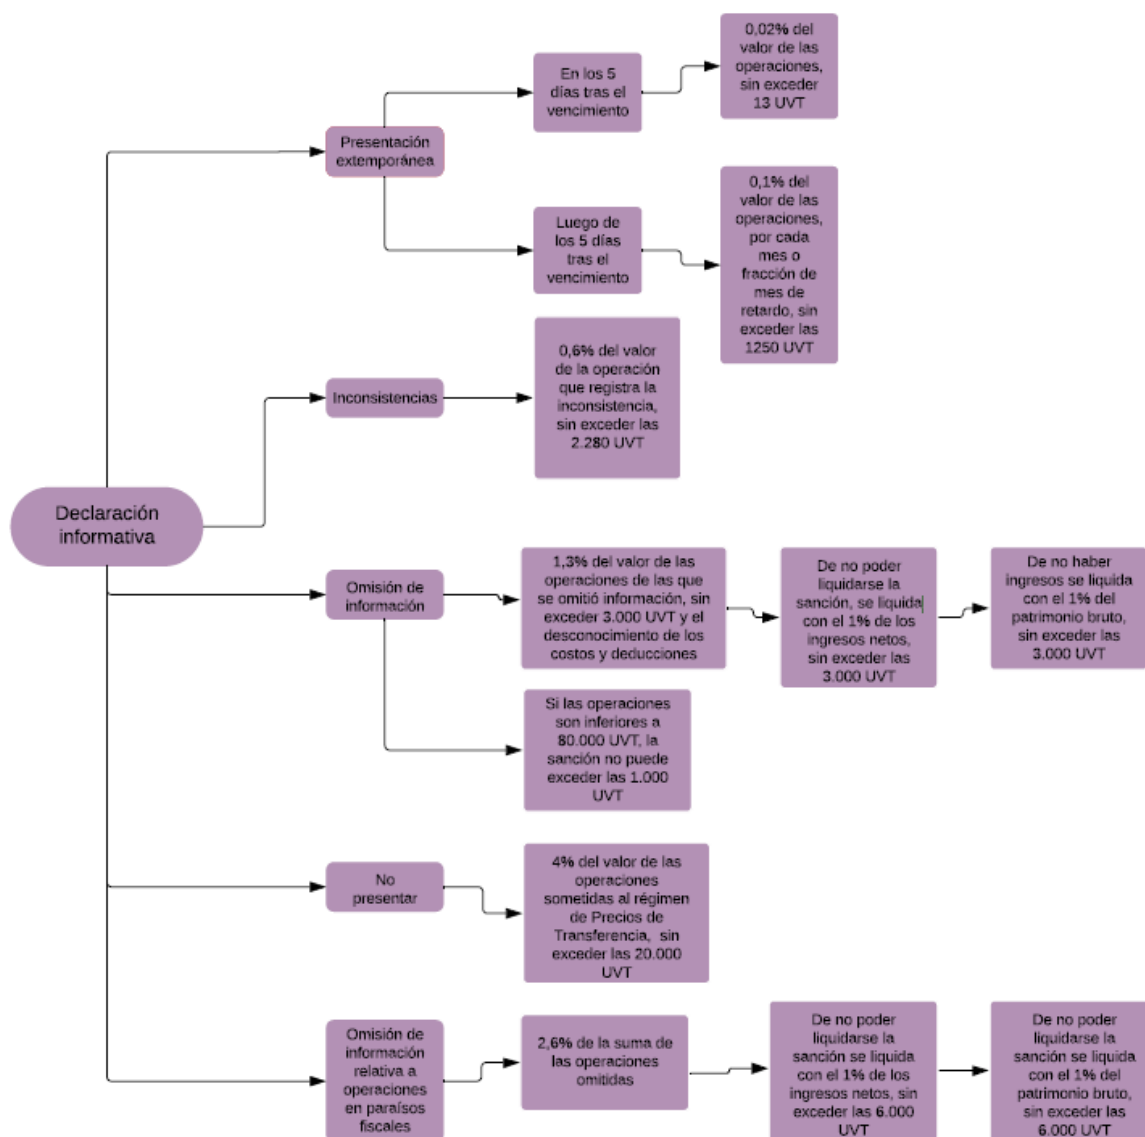 0,02% del
valor de las
operaciones,
sin exceder
13 UVT
En los 5
días tras el
vencimiento
Presentación
extemporánea
0,1% del
valor de las
operaciones,
por cada
mes o
fracción de
mes de
retardo, sin
exceder las
1250 UVT
Luego de
los 5 días
tras el
vencimiento
0,6% del valor
de la operación
que registra la
inconsistencia,
sin exceder las
2.280 UVT
Inconsistencias
Declaración
informativa
Omisión de
información
1,3% del valor de las
operaciones de las que
se omitió información, sin
exceder 3.000 UVT y el
desconocimiento de los
costos y deducciones
De no poder
liquidarse la
sanción, se liquida
con el 1% de los
ingresos netos,
sin exceder las
3.000 UVT
De no haber
ingresos se liquida
con el 1% del
patrimonio bruto,
sin exceder las
3.000 UVT
Si las operaciones
son inferiores a
80.000 UVT, la
sanción no puede
exceder las 1.000
UVT
No
presentar
4% del valor de las
operaciones
sometidas al régimen
de Precios de
Transferencia, sin
exceder las 20.000
UVT
Omisión de
información
relativa a
operaciones
en paraísos
fiscales
2,6% de la suma de
las operaciones
omitidas
De no poder
liquidarse la
sanción se liquida
con el 1% de los
ingresos netos, sin
exceder las 6.000
UVT
De no poder
liquidarse la
sanción se liquida
con el 1% del
patrimonio bruto,
sin exceder las
6.000 UVT